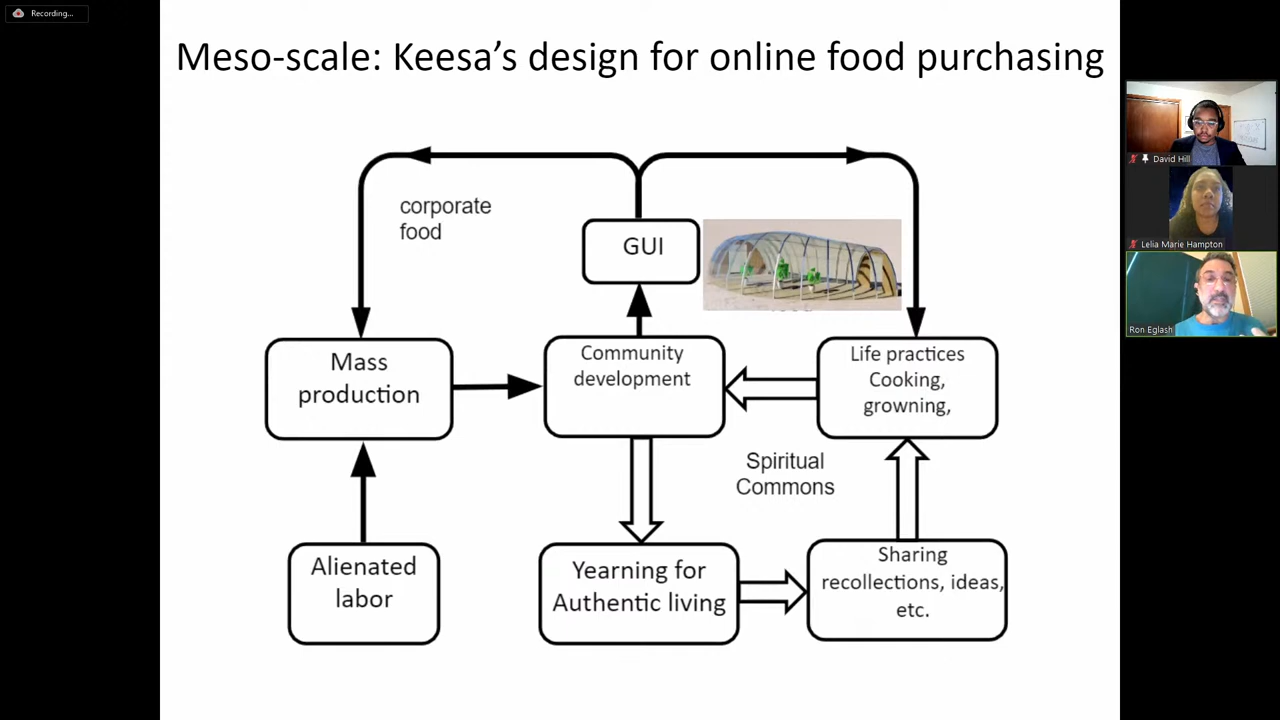 Recording...
Meso-scale: Keesa's design for online food purchasing
corporate
food
GUI
Mass
production
Community
development
Life practices
Cooking,
growning,
Spiritual
Commons
Alienated
labor
Yearning for
Authentic living
Sharing
recollections, ideas,
etc.
David Hill
Lelia Marie Hampton
Ron Eglash